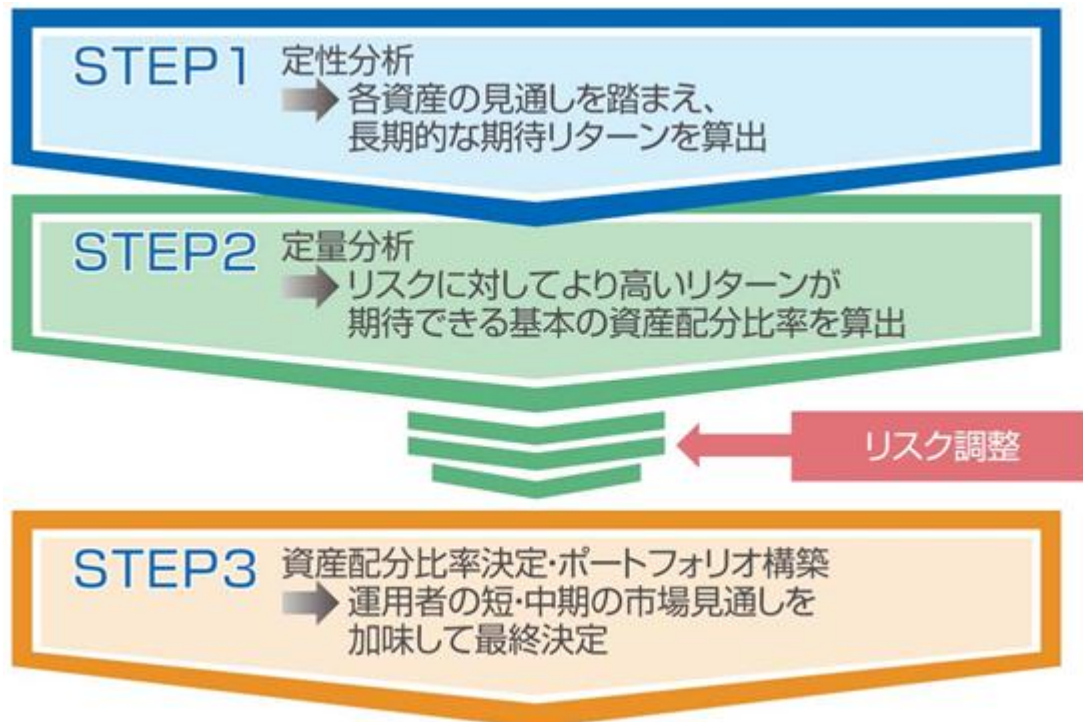 STEP1 定性分析
各資産の見通しを踏まえ、
長期的な期待リターンを算出
STEP2 定量分析
リスクに対してより高いリターンが
期待できる基本の資産配分比率を算出
リスク調整
STEP3 資産配分比率決定・ポートフォリオ構築
運用者の短・中期の市場見通しを
加味して最終決定